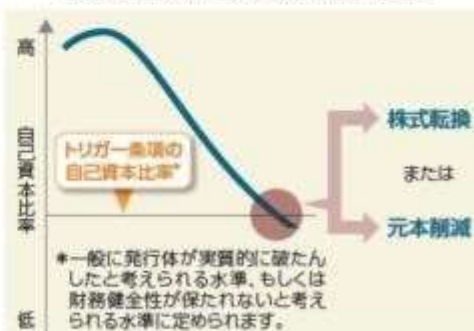 高
自己資本比率
低
トリガー条項の
自己資本比率*
株式転換
または
元本削減
*一般に発行体が実質的に破たん
したと考えられる水準、もしくは
財務健全性が保たれないと考え
られる水準に定められます。